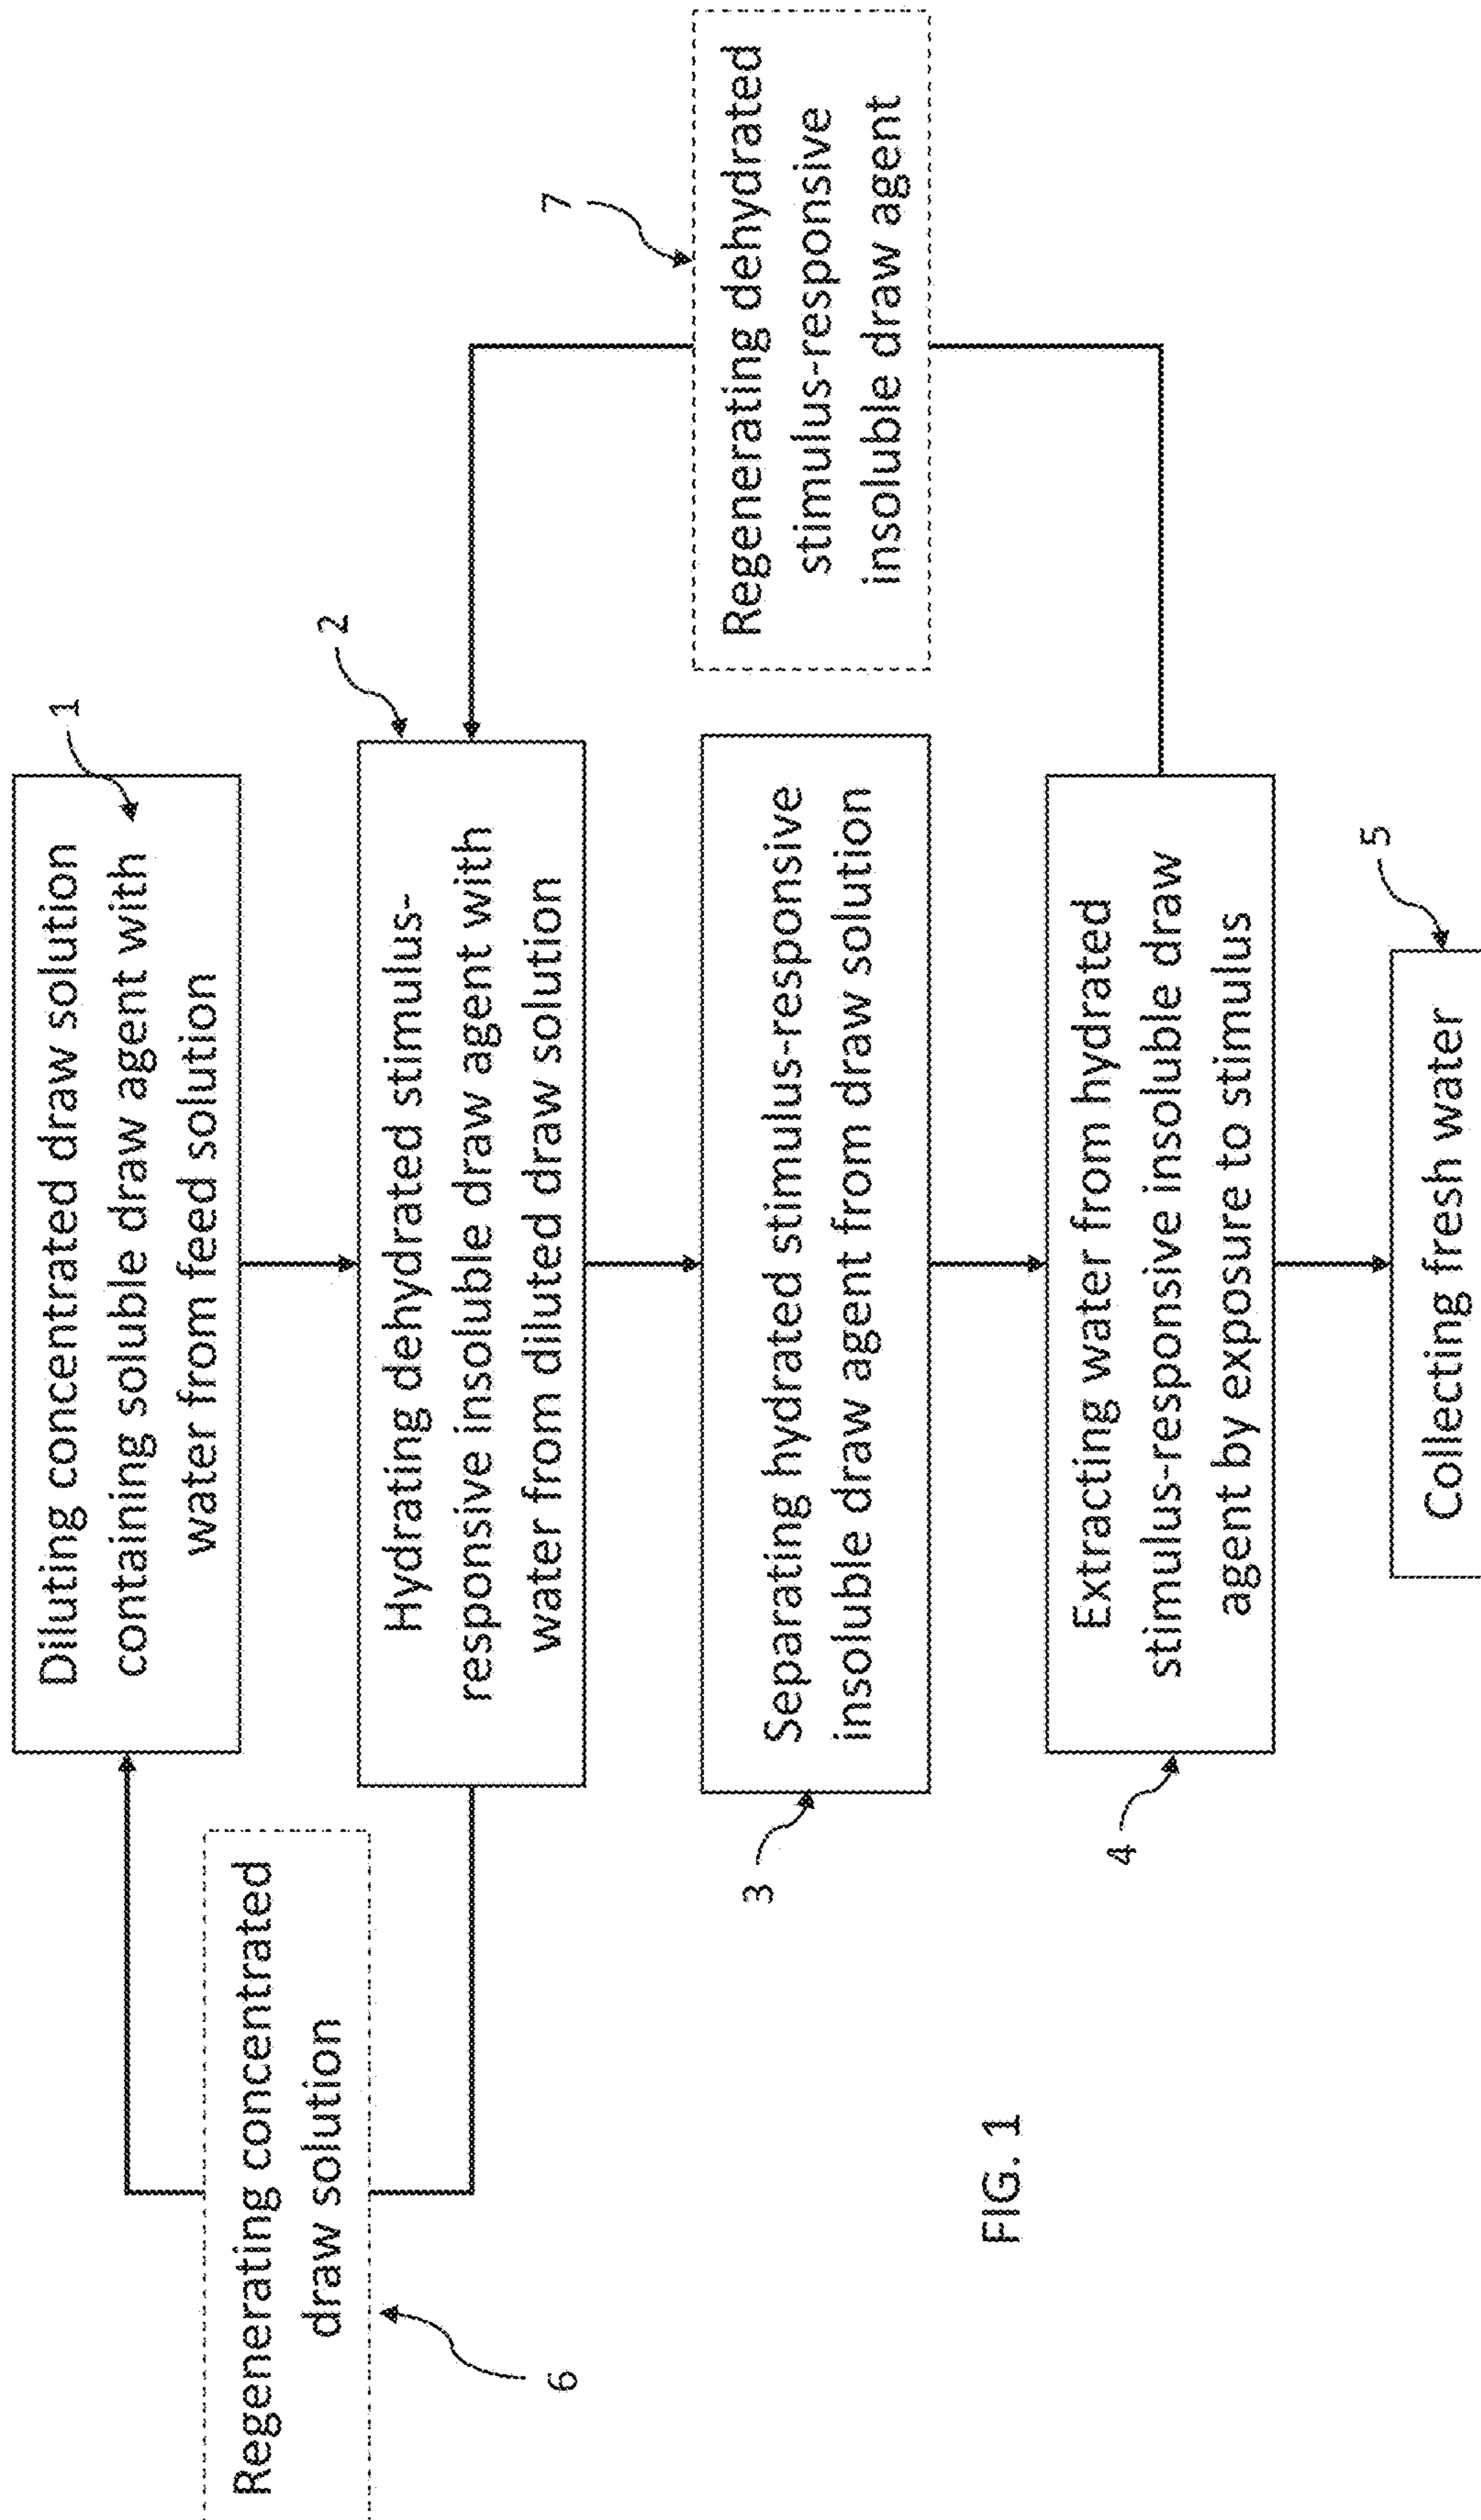 Diluting concentrated draw solution
containing soluble draw agent with
water from feed solution
1
Regenerating concentrated
draw solution
6
Hydrating dehydrated stimulus-
responsive insoluble draw agent with
water from diluted draw solution
2
Separating hydrated stimulus-responsive
insoluble draw agent from draw solution
3
Regenerating dehydrated
stimulus-responsive
insoluble draw agent
7
Extracting water from hydrated
stimulus-responsive insoluble draw
agent by exposure to stimulus
4
Collecting fresh water
5
FIG. 1